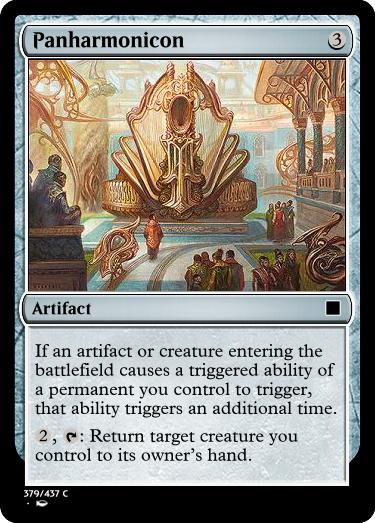 Panharmonicon 3
Artifact
If an artifact or creature entering the
battlefield causes a triggered ability of
a permanent you control to trigger,
that ability triggers an additional time.
2 , : Return target creature you
control to its owner's hand.
379/437 C